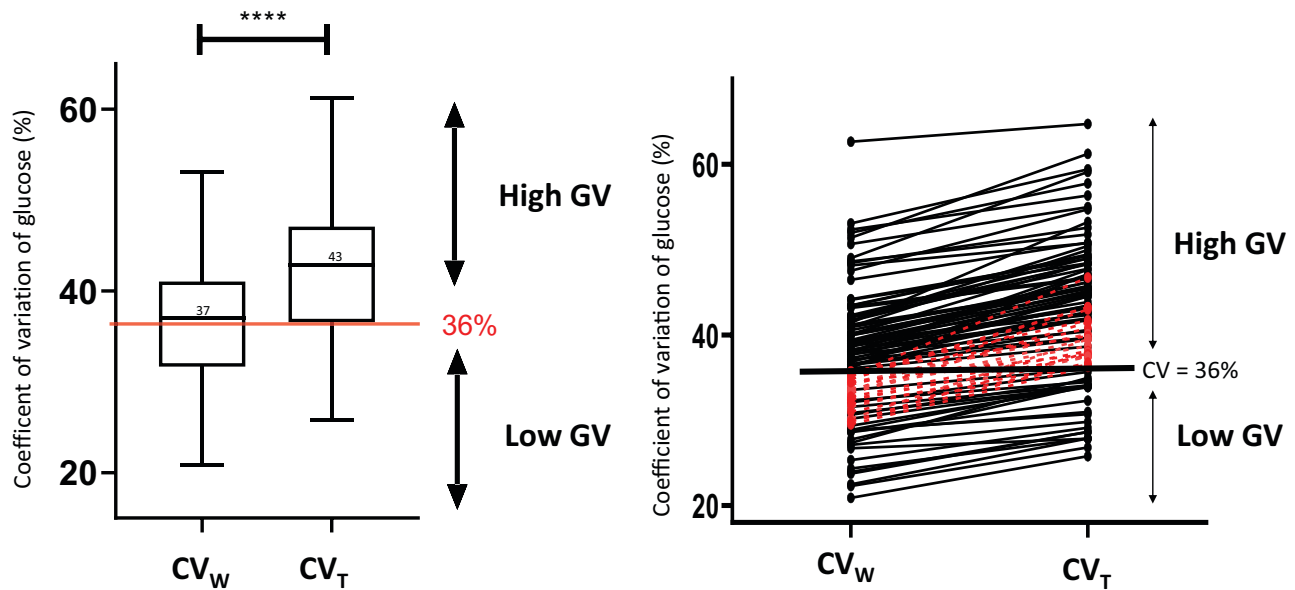 ****
Coefficient of variation of glucose (%)
60
40
20
37
43
High GV
36%
Low GV
CVW
CVT
Coefficient of variation of glucose (%)
60
40
20
High GV
CV = 36%
Low GV
CVW
CVT